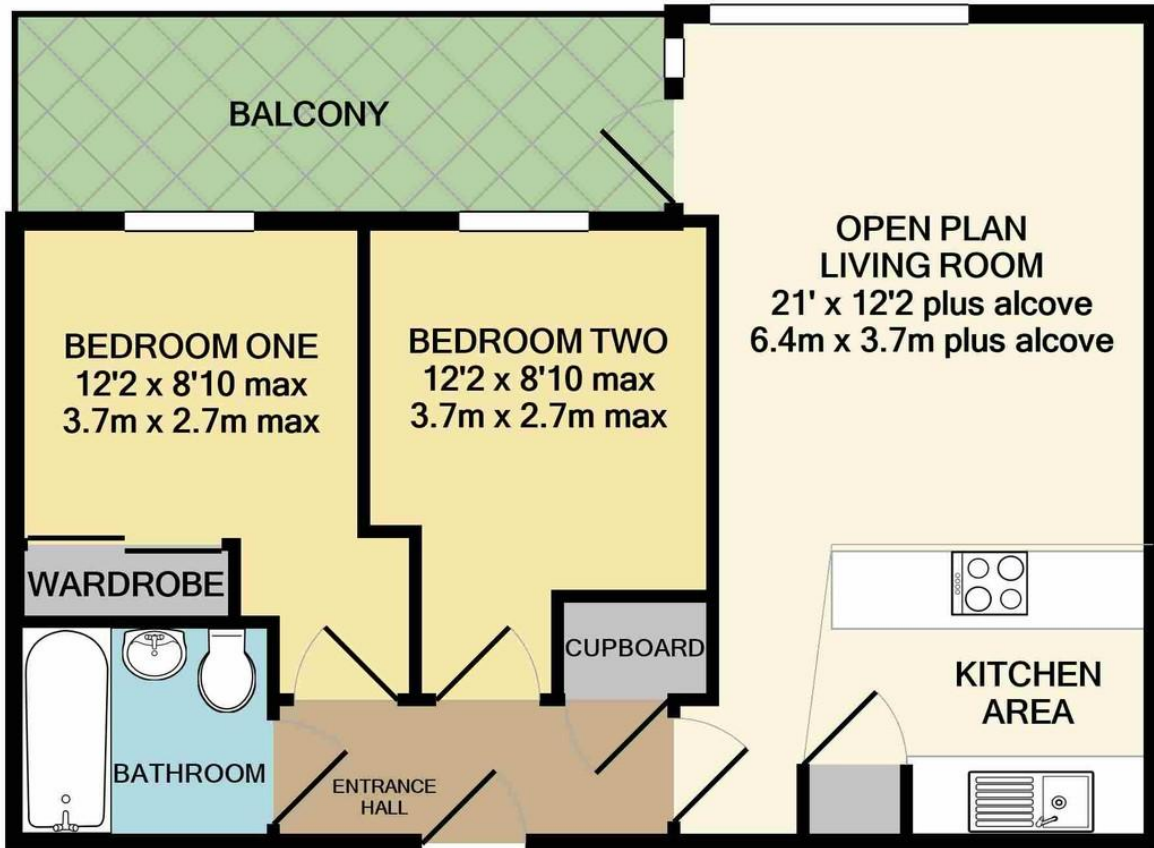 BALCONY
OPEN PLAN
LIVING ROOM
21' x 12'2 plus alcove
6.4m x 3.7m plus alcove
BEDROOM ONE
12'2 x 8'10 max
3.7m x 2.7m max
BEDROOM TWO
12'2 x 8'10 max
3.7m x 2.7m max
WARDROBE
CUPBOARD
KITCHEN
AREA
BATHROOM
ENTRANCE
HALL